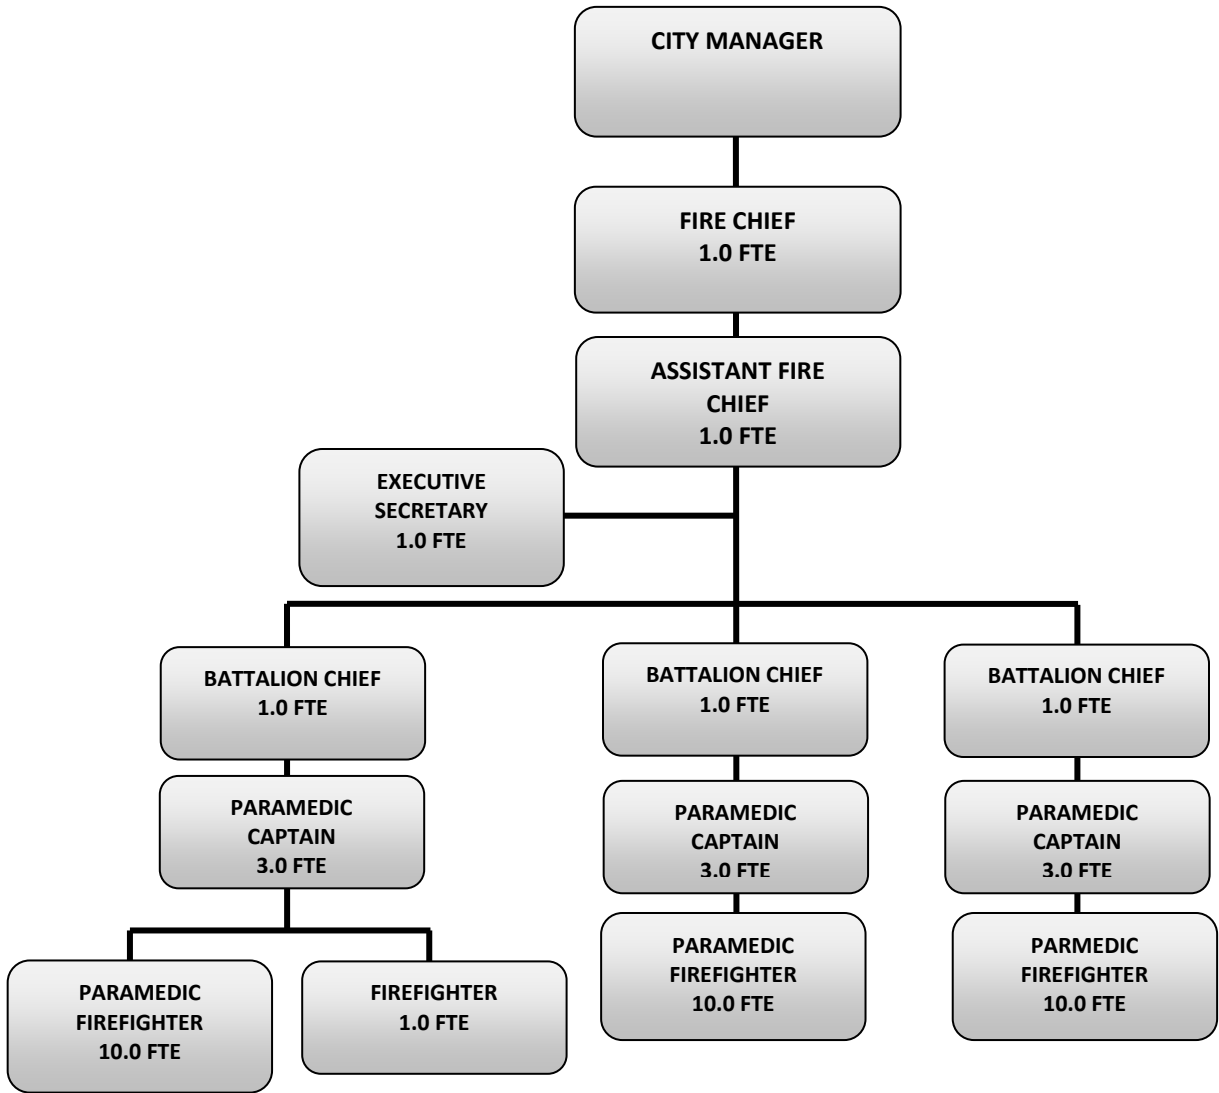 CITY MANAGER
FIRE CHIEF
1.0 FTE
ASSISTANT FIRE
CHIEF
1.0 FTE
EXECUTIVE
SECRETARY
1.0 FTE
BATTALION CHIEF
1.0 FTE
BATTALION CHIEF
1.0 FTE
BATTALION CHIEF
1.0 FTE
PARAMEDIC
CAPTAIN
3.0 FTE
PARAMEDIC
CAPTAIN
3.0 FTE
PARAMEDIC
CAPTAIN
3.0 FTE
PARAMEDIC
FIREFIGHTER
10.0 FTE
FIREFIGHTER
1.0 FTE
PARAMEDIC
FIREFIGHTER
10.0 FTE
PARMEDIC
FIREFIGHTER
10.0 FTE